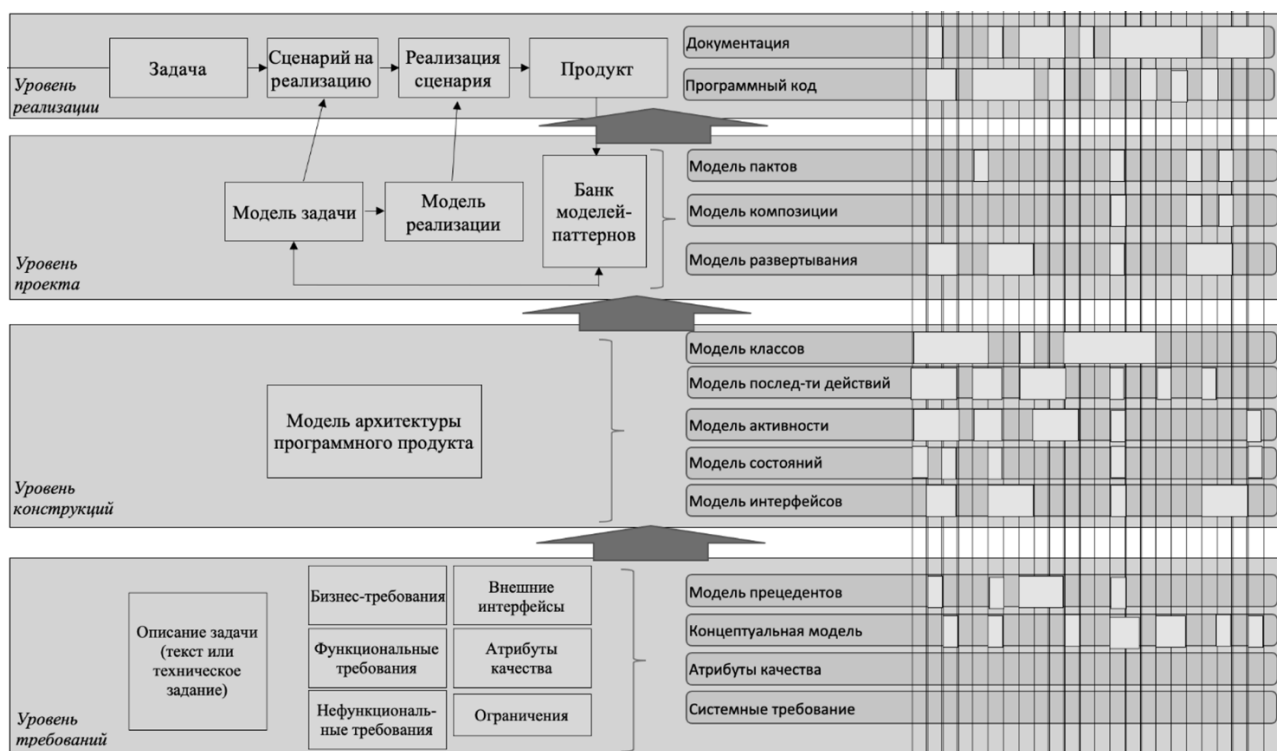 Уровень
реализации
Задача
Сценарий на
реализацию
Реализация
сценария
Продукт
Документация
Программный код
Уровень
проекта
Модель задачи
Модель
реализации
Банк
моделей-
паттернов
Модель пактов
Модель композиции
Модель развертывания
Уровень
конструкций
Модель архитектуры
программного продукта
Модель классов
Модель послед-ти действий
Модель активности
Модель состояний
Модель интерфейсов
Уровень
требований
Описание задачи
(текст или
техническое
задание)
Бизнес-требования
Внешние
интерфейсы
Функциональные
требования
Атрибуты
качества
Нефункциональ-
ные требования
Ограничения
Модель прецедентов
Концептуальная модель
Атрибуты качества
Системные требование